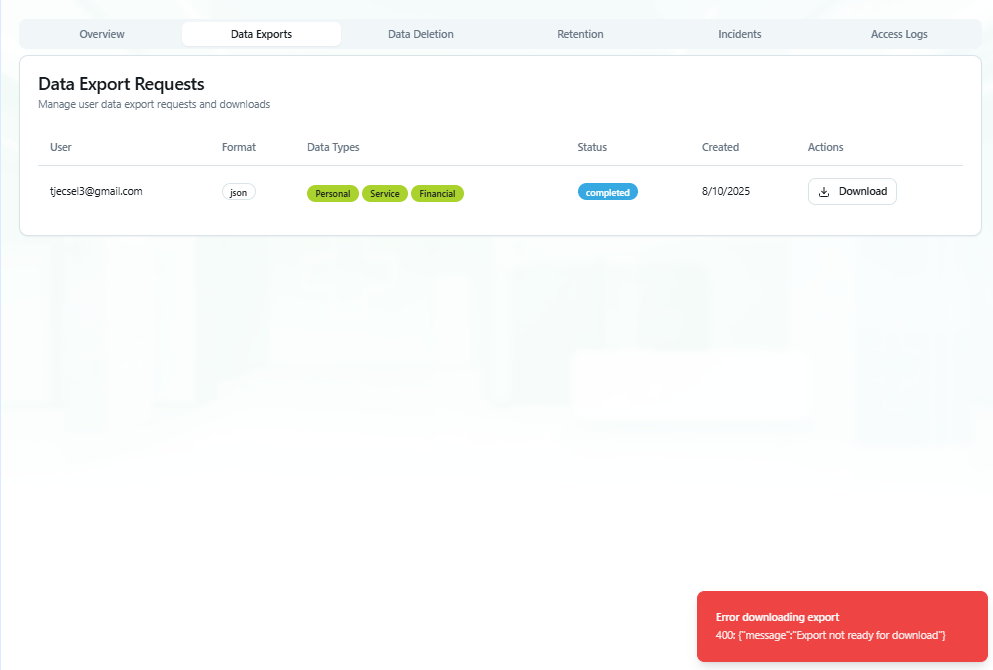 Overview Data Exports Data Deletion Retention Incidents Access Logs
Data Export Requests
Manage user data export requests and downloads
User Format Data Types Status Created Actions
tjecsel3@gmail.com json Personal Service Financial completed 8/10/2025 Download
Error downloading export
400: {"message":"Export not ready for download"}